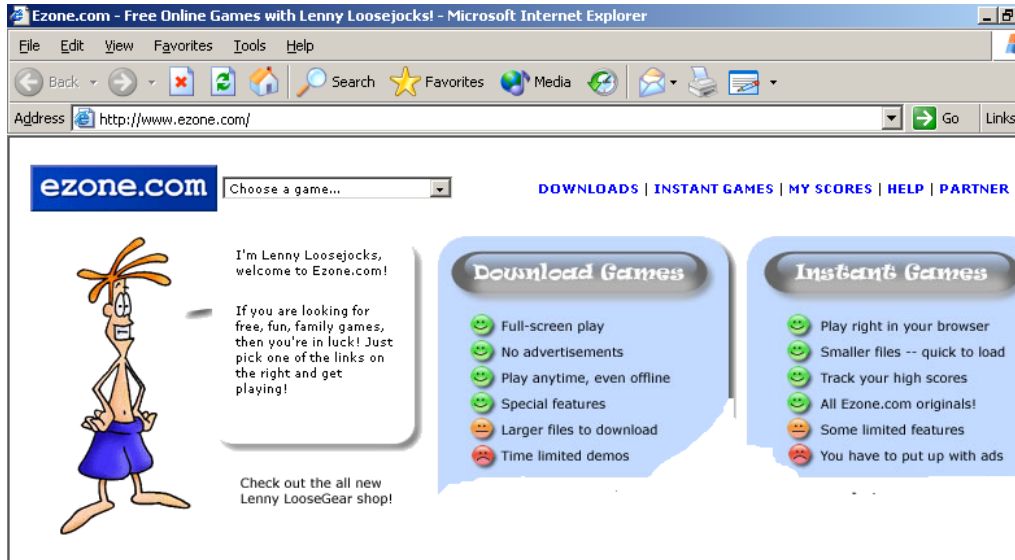 Ezone.com - Free Online Games with Lenny Loosejocks! - Microsoft Internet Explorer
File Edit View Favorites Tools Help
Back Search Favorites Media
Address http://www.ezone.com/ Go Links
ezone.com Choose a game... DOWNLOADS | INSTANT GAMES | MY SCORES | HELP | PARTNER
I'm Lenny Loosejocks,
welcome to Ezone.com!
If you are looking for
free, fun, family games,
then you're in luck! Just
pick one of the links on
the right and get
playing!
Check out the all new
Lenny LooseGear shop!
Download Games
Full-screen play
No advertisements
Play anytime, even offline
Special features
Larger files to download
Time limited demos
Instant Games
Play right in your browser
Smaller files -- quick to load
Track your high scores
All Ezone.com originals!
Some limited features
You have to put up with ads